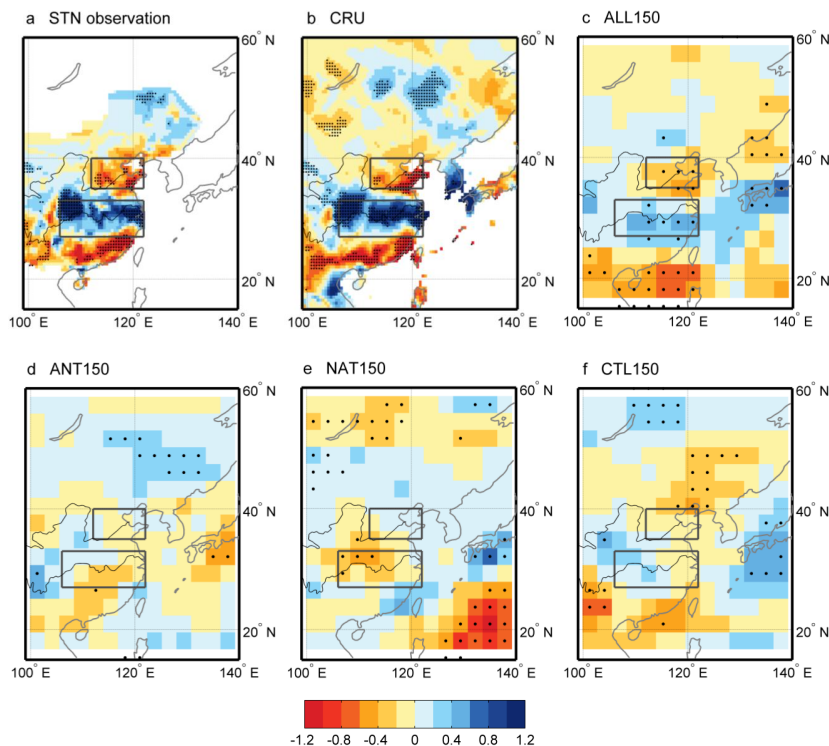 a STN observation
b CRU
c ALL150
60° N
60° N
60° N
40° N
40° N
40° N
20° N
20° N
20° N
100° 120° 140° E
100° 120° 140° E
100° 120° 140° E
d ANT150
e NAT150
f CTL150
60° N
60° N
60° N
40° N
40° N
40° N
20° N
20° N
20° N
100° E 120° E 140° E
100° E 120° E 140° E
100° E 120° E 140° E
-1.2 -0.8 -0.4 0 0.4 0.8 1.2